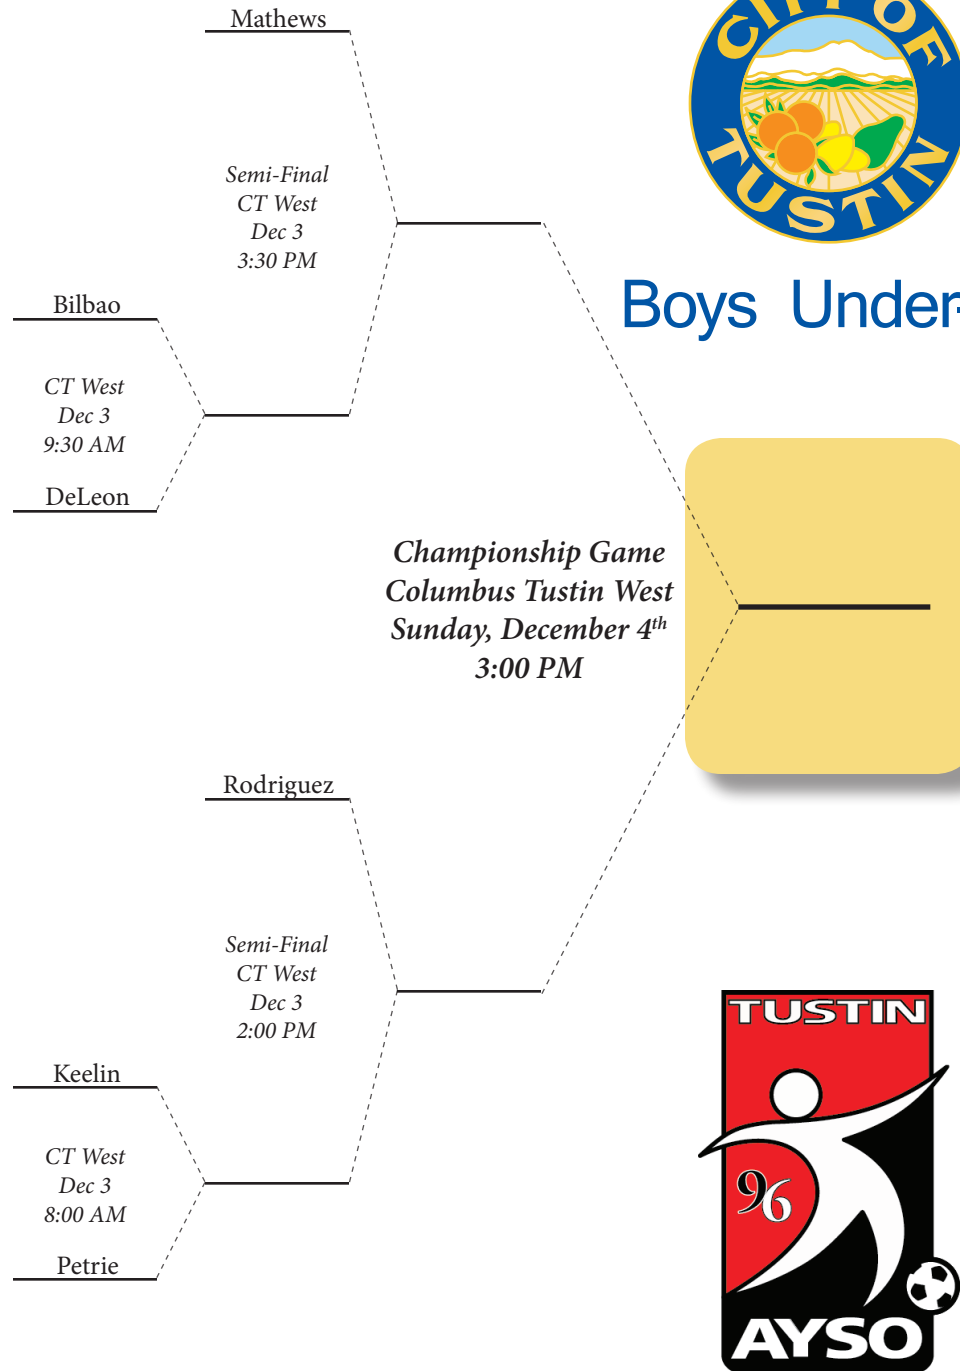 Mathews
CITY OF
TUSTIN
Semi-Final
CT West
Dec 3
3:30 PM
Boys Under-
Bilbao
CT West
Dec 3
9:30 AM
DeLeon
Championship Game
Columbus Tustin West
Sunday, December 4th
3:00 PM
Rodriguez
Semi-Final
CT West
Dec 3
2:00 PM
Keelin
CT West
Dec 3
8:00 AM
Petrie
TUSTIN
96
AYSO